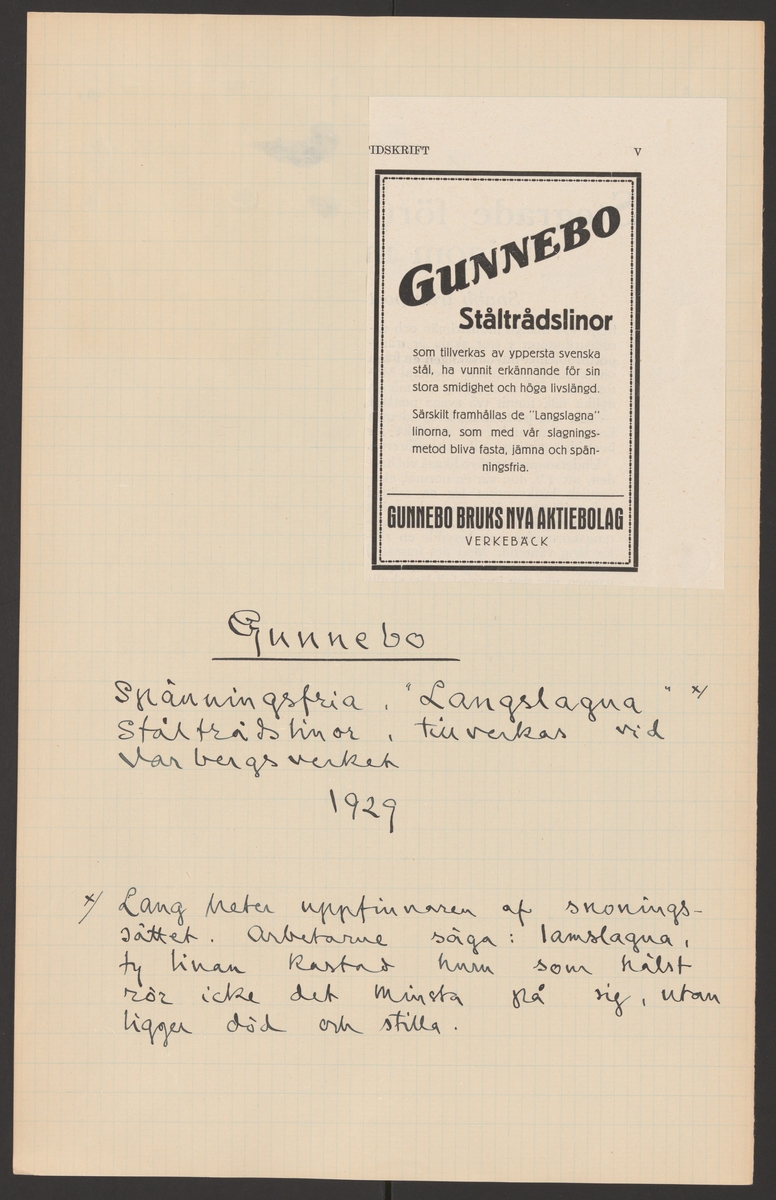 TIDSKRIFT V
GUNNEBO
Ståltrådslinor
som tillverkas av yppersta svenska
stål, ha vunnit erkännande för sin
stora smidighet och höga livslängd.
Särskilt framhållas de "Langslagna"
linorna, som med vår slagnings-
metod bliva fasta, jämna och spän-
ningsfria.
GUNNEBO BRUKS NYA AKTIEBOLAG
VERKEBÄCK
Gunnebo
Spänningsfria, "Langslagna" x/
Ståltrådslinor, tillverkas vid
Varbergsverket
1929
x/ Lang heter uppfinnaren af snonings-
sättet. Arbetarne säga: lamslagna,
ty linan kastad hum som hälst
rör icke det minsta på sig, utan
ligger död och stilla.